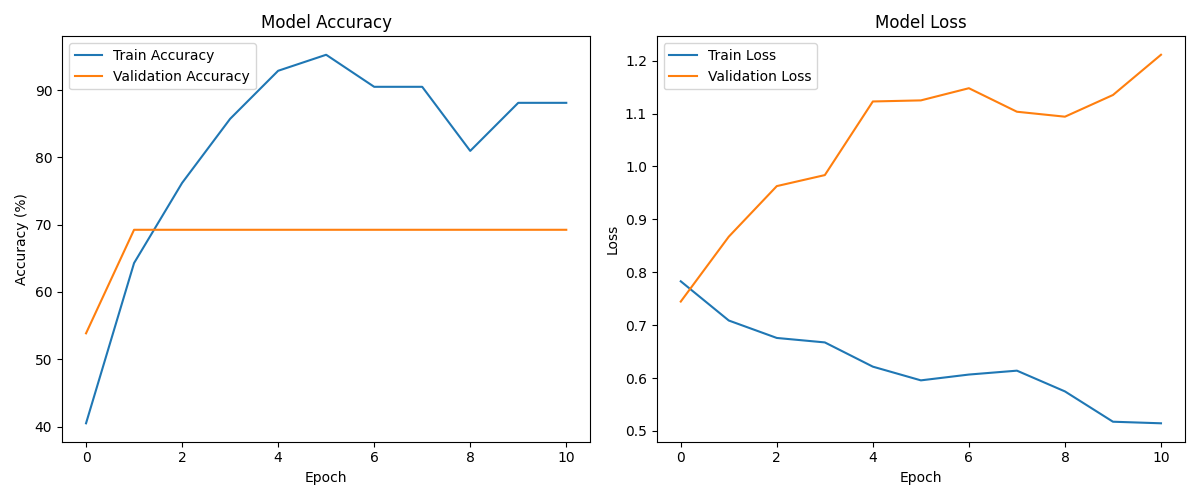 Model Accuracy
Train Accuracy
Validation Accuracy
Accuracy (%)
90
80
70
60
50
40
0 2 4 6 8 10
Epoch
Model Loss
Train Loss
Validation Loss
Loss
1.2
1.1
1.0
0.9
0.8
0.7
0.6
0.5
0 2 4 6 8 10
Epoch